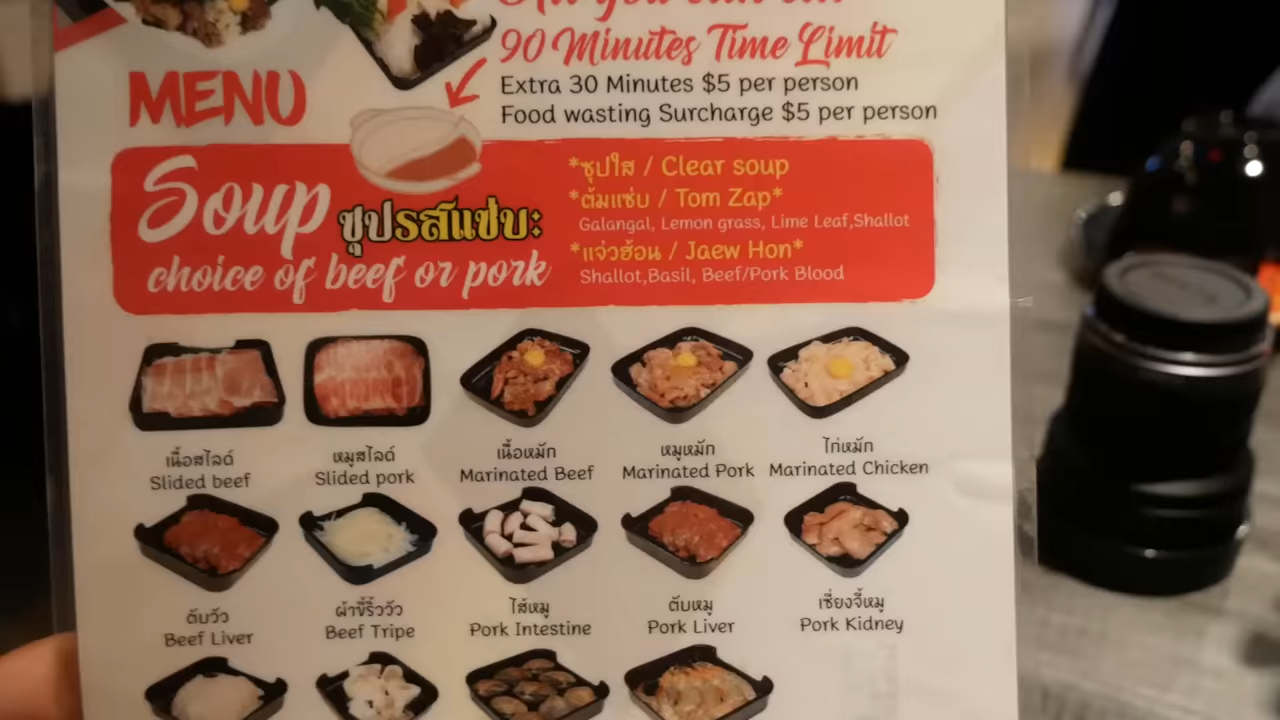 All you can eat
90 Minutes Time Limit
MENU
Extra 30 Minutes $5 per person
Food wasting Surcharge $5 per person
Soup
ซุปรสแซ่บ:
choice of beef or pork
*ซุปใส / Clear soup
*ต้มแซ่บ / Tom Zap*
Galangal, Lemon grass, Lime Leaf,Shallot
*แจ่วฮ้อน / Jaew Hon*
Shallot,Basil, Beef/Pork Blood
เนื้อสไลด์
Slided beef
หมูสไลด์
Slided pork
เนื้อหมัก
Marinated Beef
หมูหมัก
Marinated Pork
ไก่หมัก
Marinated Chicken
ตับวัว
Beef Liver
ผ้าขี้ริ้ววัว
Beef Tripe
ไส้หมู
Pork Intestine
ตับหมู
Pork Liver
เซี่ยงจี้หมู
Pork Kidney